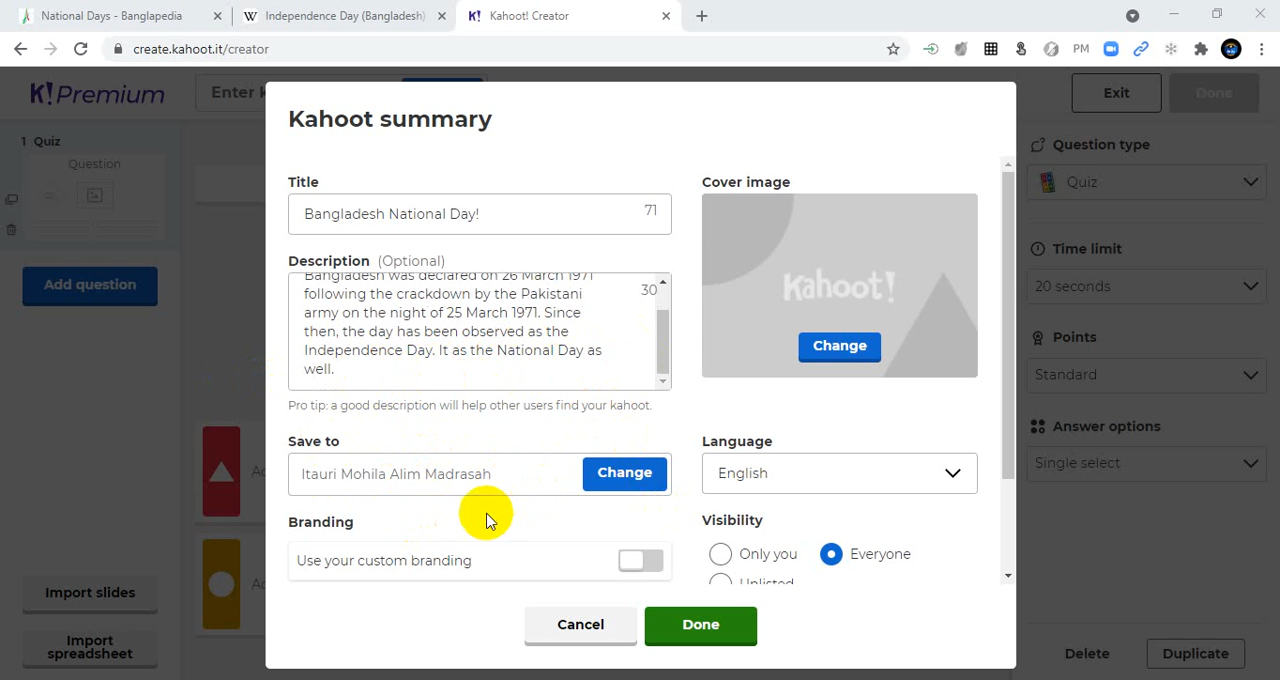 National Days - Banglapedia
Independence Day (Bangladesh)
K! Kahoot! Creator
create.kahoot.it/creator
PM
K!Premium
Enter k
Exit
Done
1 Quiz
Question
Add question
Import slides
Import spreadsheet
Kahoot summary
Title
Bangladesh National Day!
71
Description (Optional)
Bangladesh was declared on 26 March 1971
following the crackdown by the Pakistani
30
army on the night of 25 March 1971. Since
then, the day has been observed as the
Independence Day. It as the National Day as
well.
Pro tip: a good description will help other users find your kahoot.
Save to
Itauri Mohila Alim Madrasah
Change
Branding
Use your custom branding
Cover image
Kahoot!
Change
Language
English
Visibility
Only you
Everyone
Unlisted
Cancel
Done
Question type
Quiz
Time limit
20 seconds
Points
Standard
Answer options
Single select
Delete
Duplicate